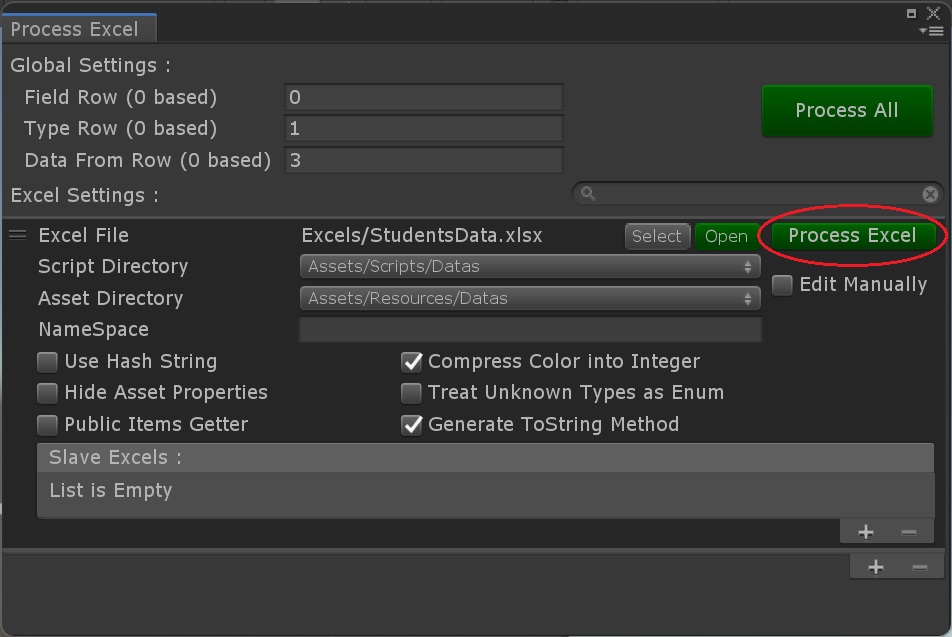 Process Excel
Global Settings :
Field Row (0 based) 0
Type Row (0 based) 1
Process All
Data From Row (0 based) 3
Excel Settings :
Excel File Excels/StudentsData.xlsx Select Open Process Excel
Script Directory Assets/Scripts/Datas
Edit Manually
Asset Directory Assets/Resources/Datas
NameSpace
Use Hash String Compress Color into Integer
Hide Asset Properties Treat Unknown Types as Enum
Public Items Getter Generate ToString Method
Slave Excels :
List is Empty